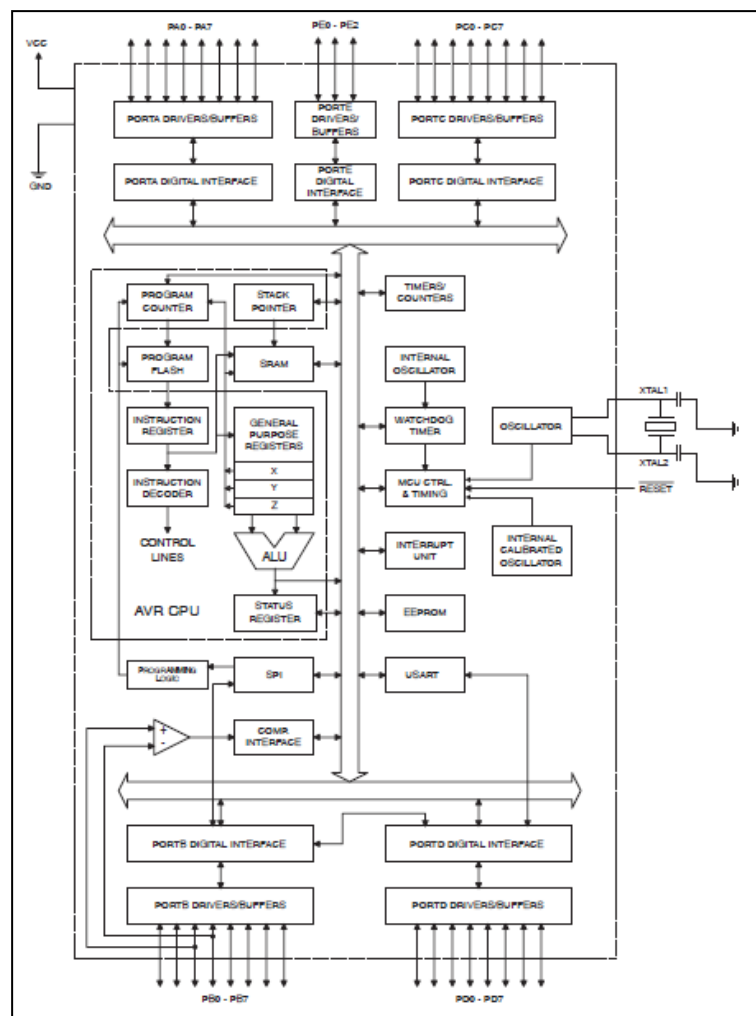 PA0 - PA7
PE0 - PE2
PC0 - PC7
VCC
PORTA DRIVERS/BUFFERS
PORTE
DRIVERS/
BUFFERS
PORTC DRIVERS/BUFFERS
GND
PORTA DIGITAL INTERFACE
PORTE
DIGITAL
INTERFACE
PORTC DIGITAL INTERFACE
PROGRAM
COUNTER
STACK
POINTER
TIMERS/
COUNTERS
PROGRAM
FLASH
SRAM
INTERNAL
OSCILLATOR
XTAL1
INSTRUCTION
REGISTER
GENERAL
PURPOSE
REGISTERS
WATCHDOG
TIMER
OSCILLATOR
XTAL2
X
Y
Z
INSTRUCTION
DECODER
MCU CTRL.
& TIMING
RESET
CONTROL
LINES
ALU
INTERRUPT
UNIT
INTERNAL
CALIBRATED
OSCILLATOR
AVR CPU
STATUS
REGISTER
EEPROM
PROGRAMMING
LOGIC
SPI
USART
+
-
COMP.
INTERFACE
PORTB DIGITAL INTERFACE
PORTD DIGITAL INTERFACE
PORTB DRIVERS/BUFFERS
PORTD DRIVERS/BUFFERS
PB0 - PB7
PD0 - PD7